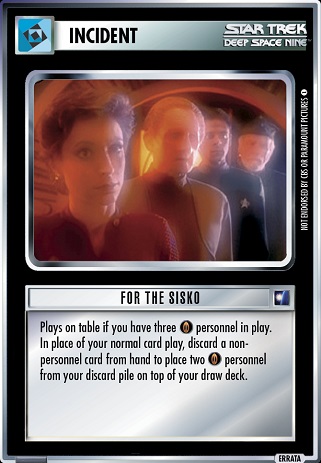 INCIDENT
STAR TREK
DEEP SPACE NINE
NOT ENDORSED BY CBS OR PARAMOUNT PICTURES
FOR THE SISKO
Plays on table if you have three personnel in play.
In place of your normal card play, discard a non-
personnel card from hand to place two personnel
from your discard pile on top of your draw deck.
ERRATA